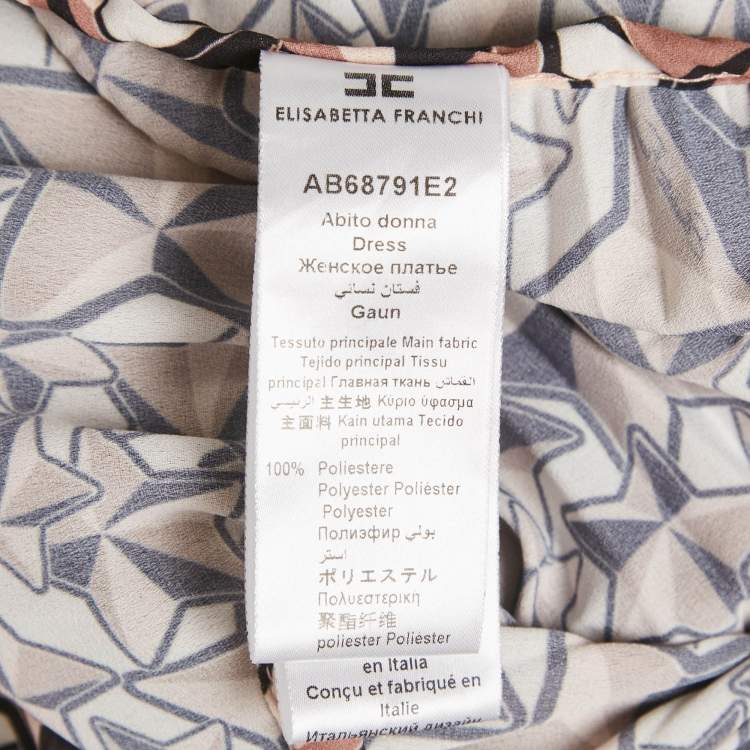 ELISABETTA FRANCHI
AB68791E2
Abito donna
Dress
Женское платье
فستان نسائي
Gaun
Tessuto principale Main fabric
Tejido principal Tissu
principal Главная ткань القماش
الرئيسي 主生地 Κύριο ύφασμα
主面料 Kain utama Tecido
principal
100% Poliestere
Polyester Poliéster
Polyester
Полиэфир بولي
استر
ポリエステル
Πολυεστερική
聚酯纤维
poliester Poliester
en Italia
Conçu et fabriqué en
Italie
Итальянский дизайн